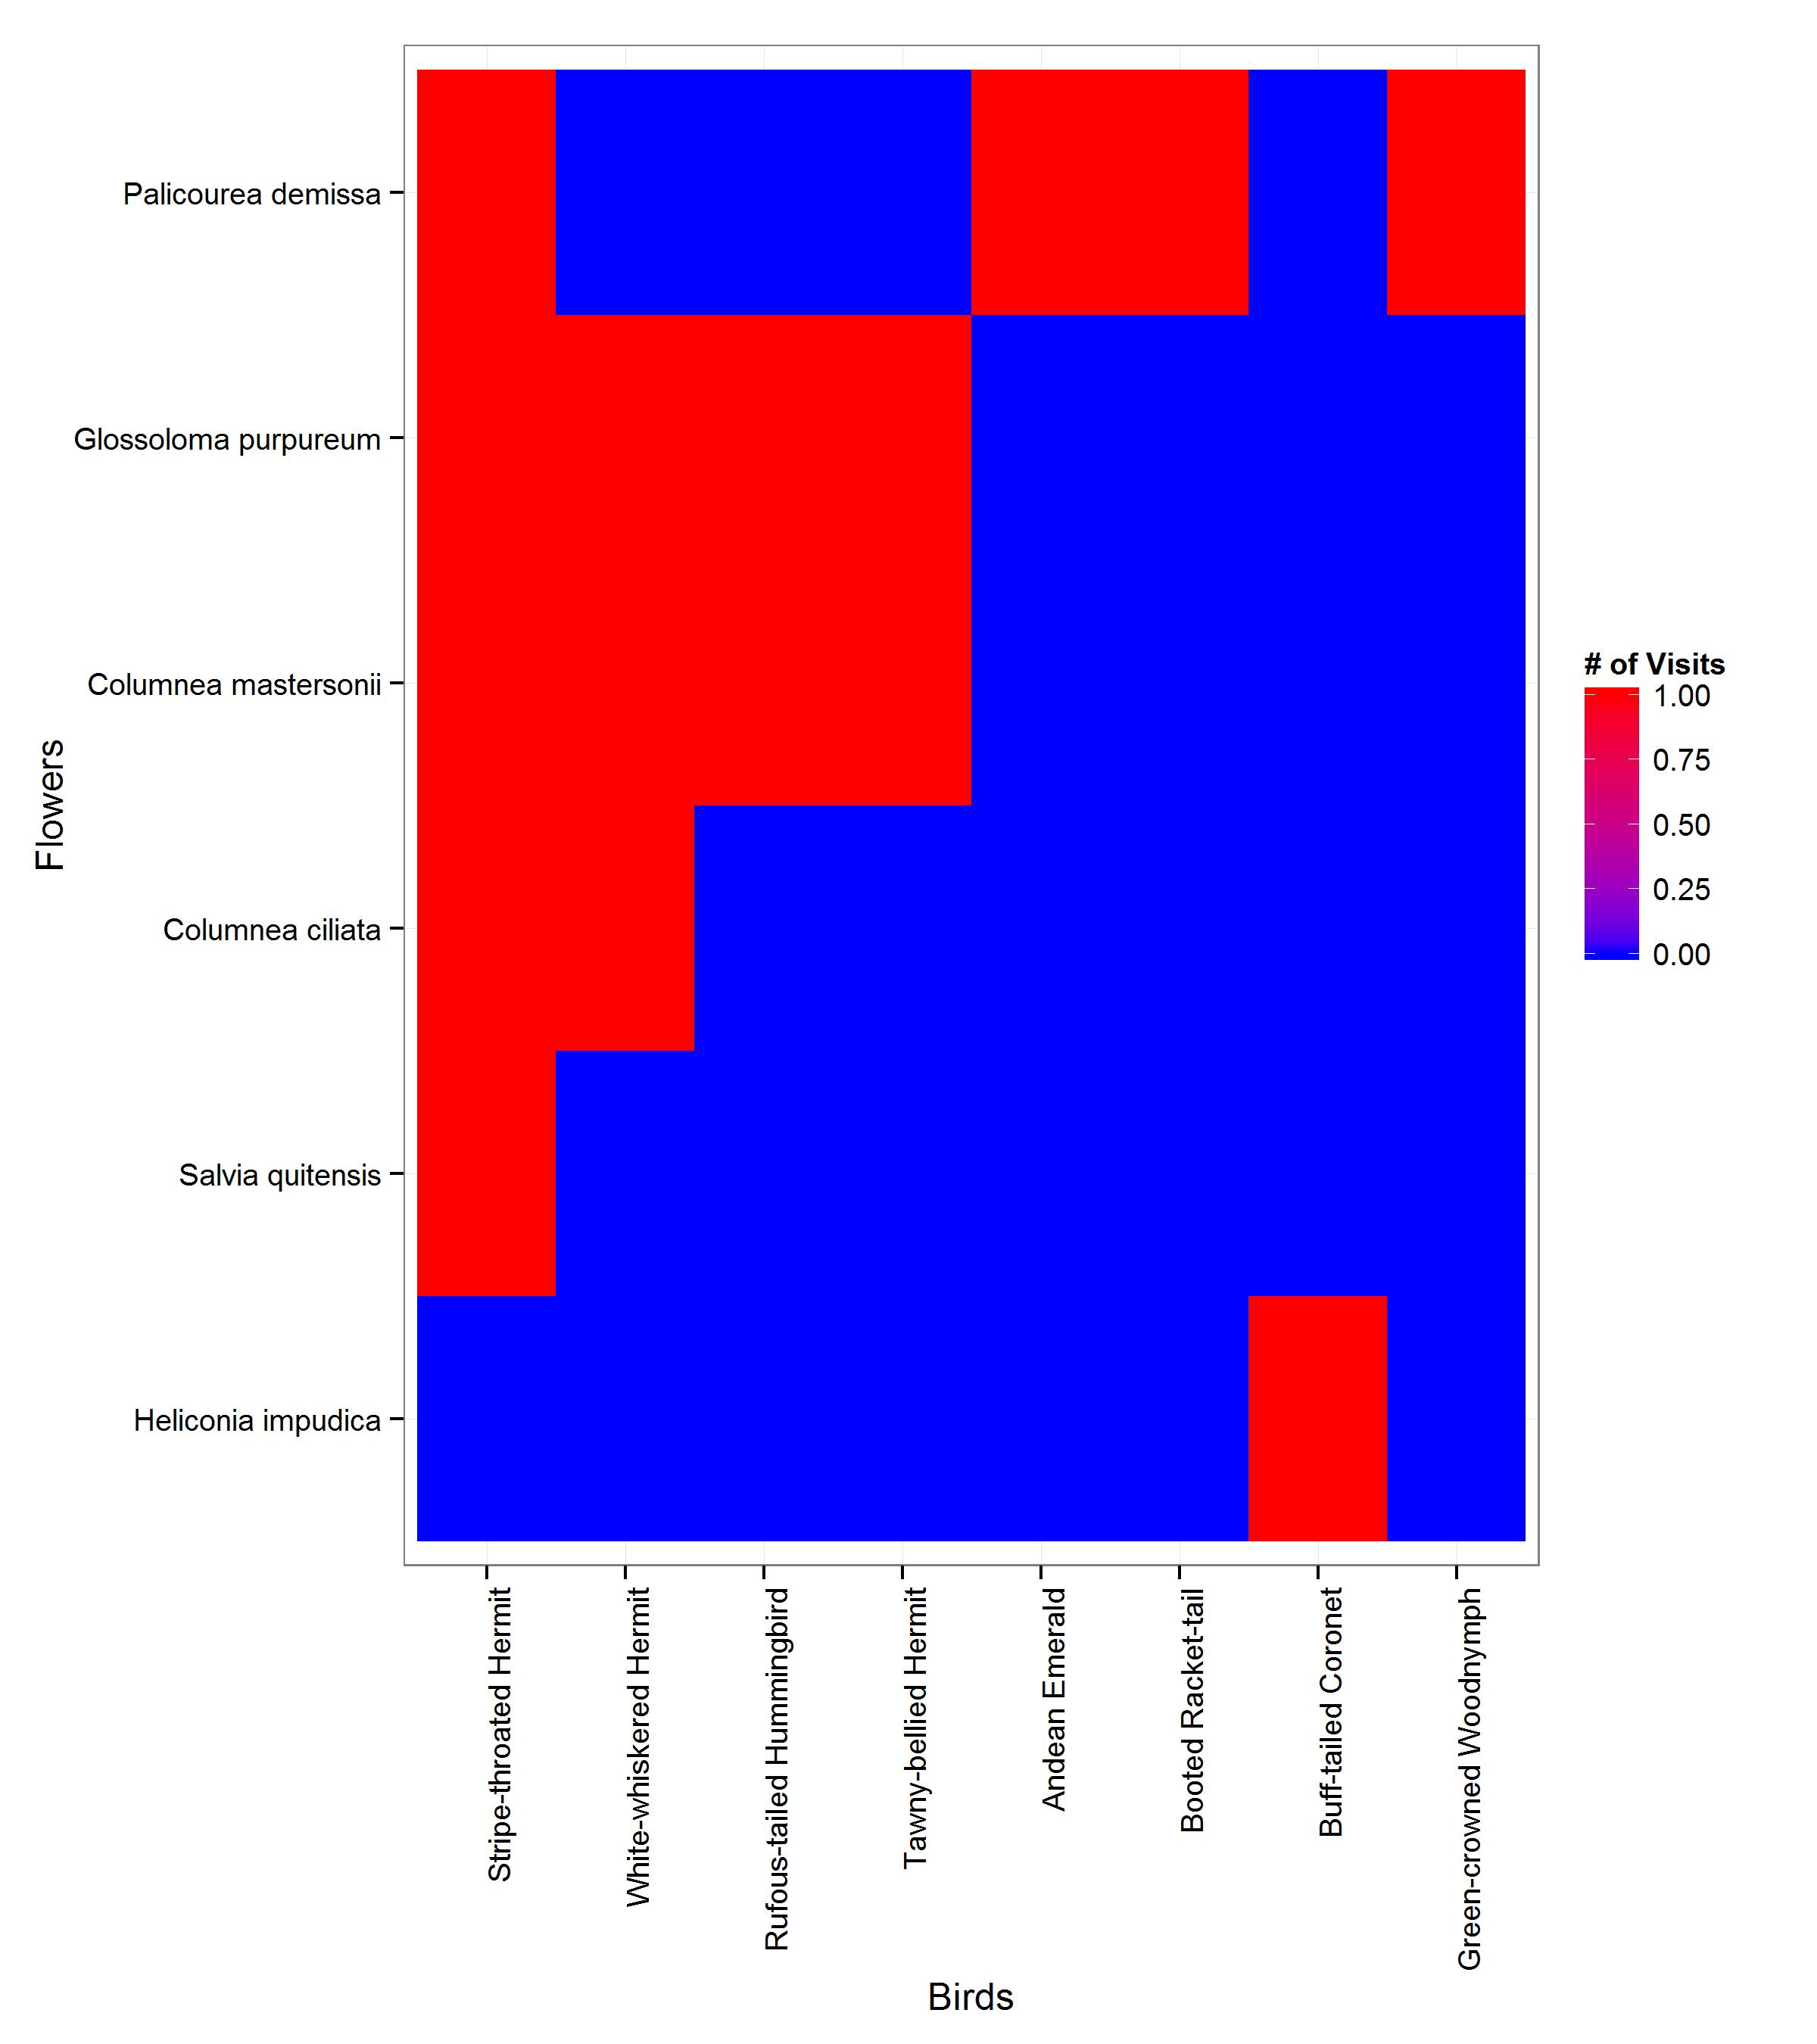 Palicourea demissa
Glossoloma purpureum
Columnea mastersonii
Columnea ciliata
Salvia quitensis
Heliconia impudica
Flowers
Stripe-throated Hermit
White-whiskered Hermit
Rufous-tailed Hummingbird
Tawny-bellied Hermit
Andean Emerald
Booted Racket-tail
Buff-tailed Coronet
Green-crowned Woodnymph
Birds
# of Visits
1.00
0.75
0.50
0.25
0.00